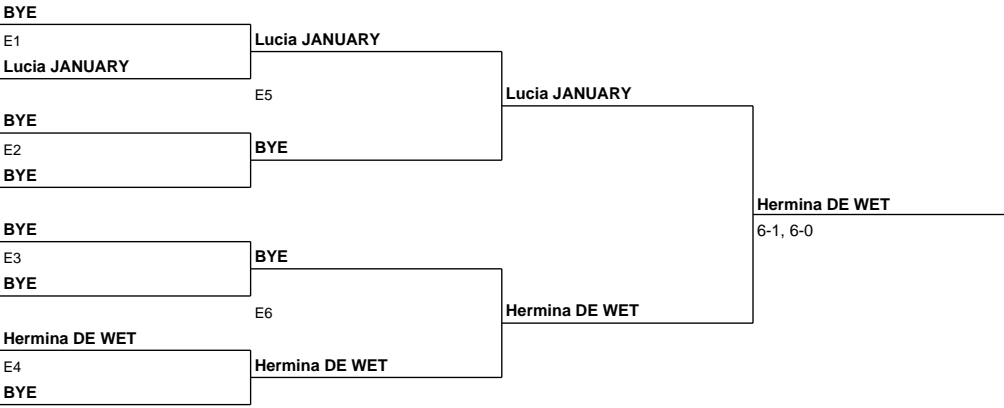 BYE
E1
Lucia JANUARY
Lucia JANUARY
E5
Lucia JANUARY
BYE
E2
BYE
BYE
Hermina DE WET
6-1, 6-0
BYE
E3
BYE
BYE
E6
Hermina DE WET
Hermina DE WET
E4
Hermina DE WET
BYE